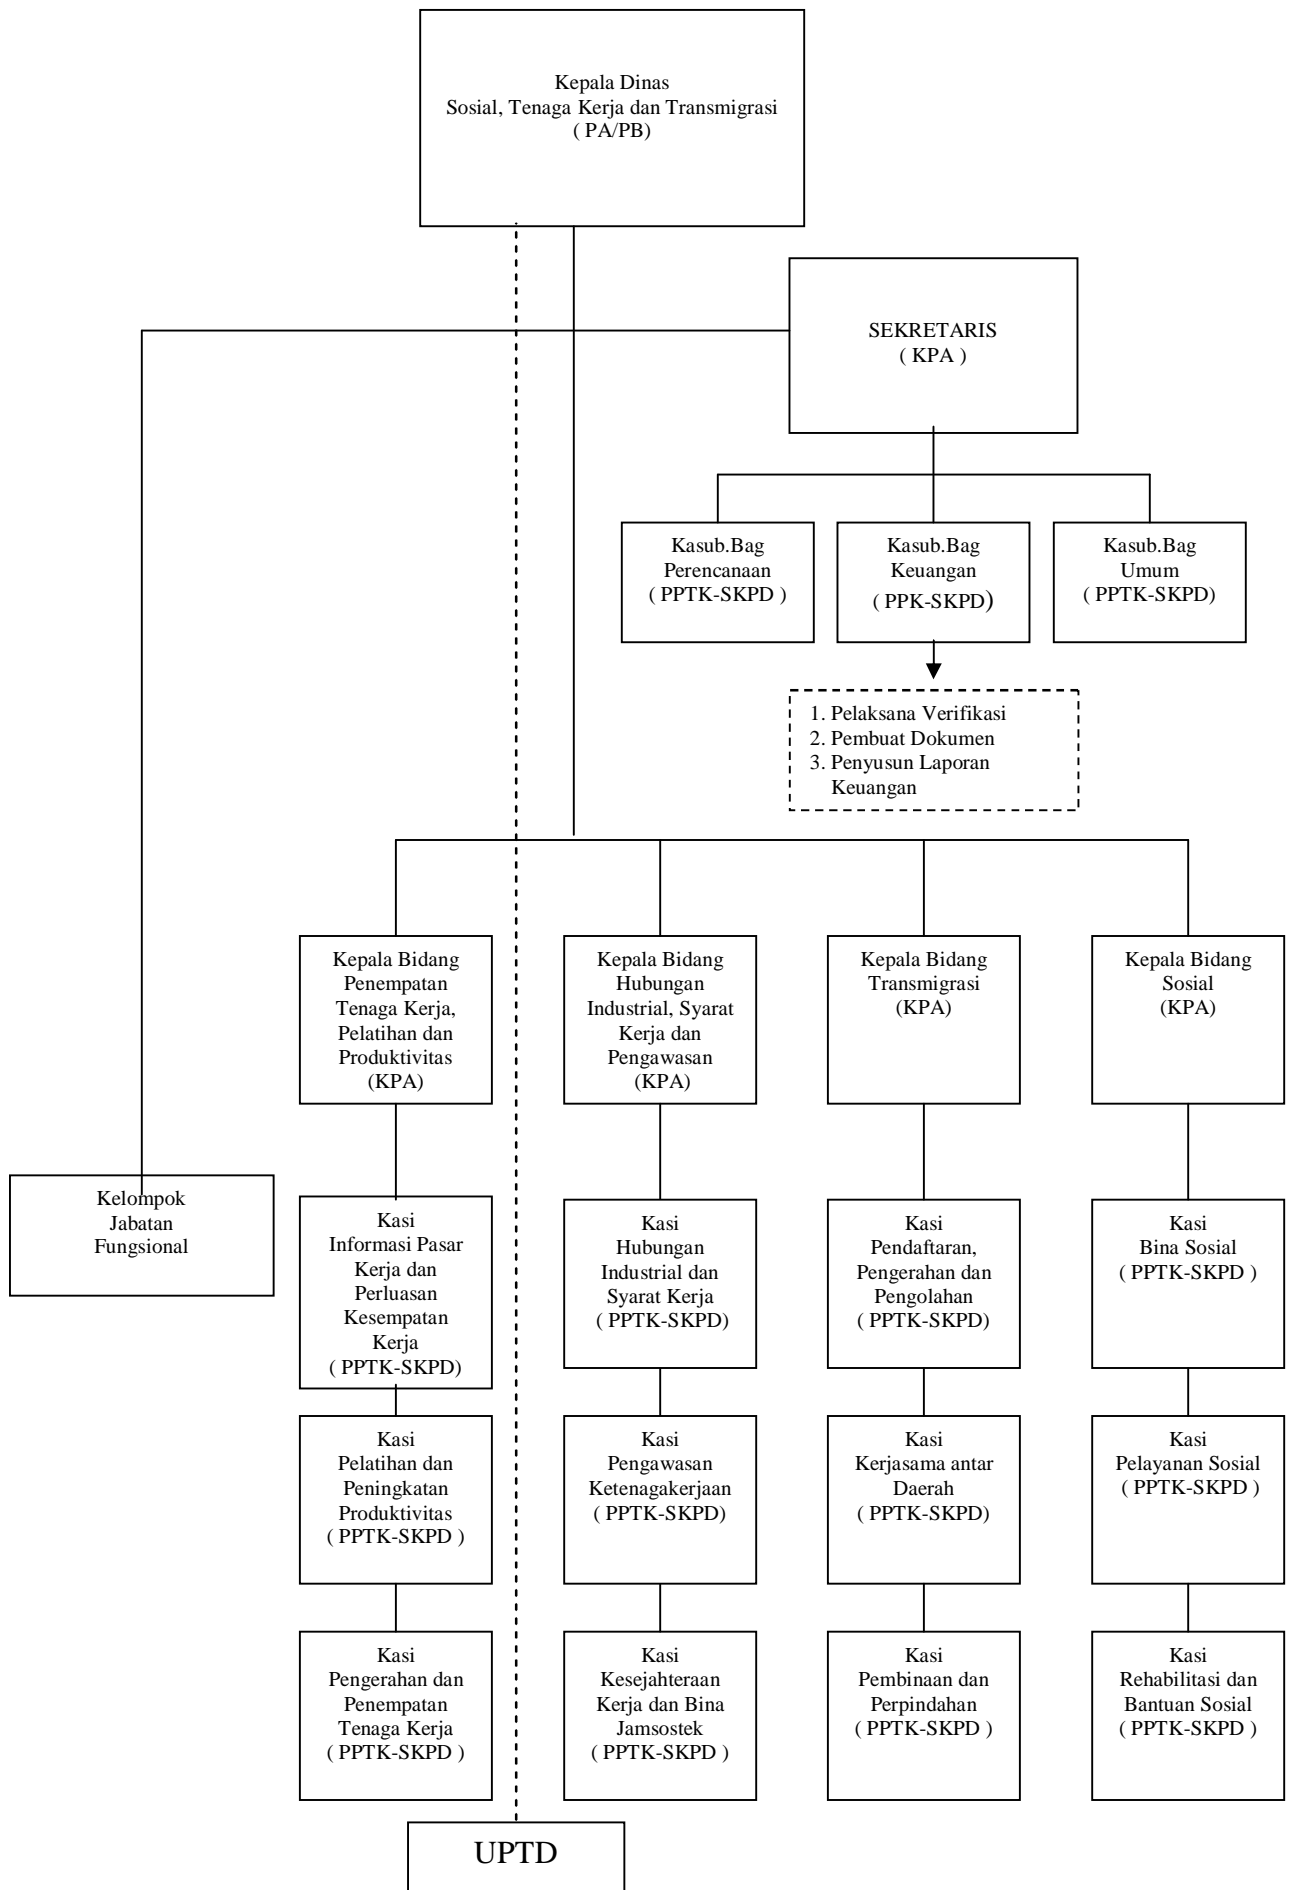 Kepala Dinas
Sosial, Tenaga Kerja dan Transmigrasi
( PA/PB)
SEKRETARIS
( KPA )
Kasub.Bag
Perencanaan
( PPTK-SKPD )
Kasub.Bag
Keuangan
( PPK-SKPD)
Kasub.Bag
Umum
( PPTK-SKPD)
1. Pelaksana Verifikasi
2. Pembuat Dokumen
3. Penyusun Laporan
Keuangan
Kepala Bidang
Penempatan
Tenaga Kerja,
Pelatihan dan
Produktivitas
(KPA)
Kepala Bidang
Hubungan
Industrial, Syarat
Kerja dan
Pengawasan
(KPA)
Kepala Bidang
Transmigrasi
(KPA)
Kepala Bidang
Sosial
(KPA)
Kelompok
Jabatan
Fungsional
Kasi
Informasi Pasar
Kerja dan
Perluasan
Kesempatan
Kerja
( PPTK-SKPD)
Kasi
Hubungan
Industrial dan
Syarat Kerja
( PPTK-SKPD)
Kasi
Pendaftaran,
Pengerahan dan
Pengolahan
( PPTK-SKPD)
Kasi
Bina Sosial
( PPTK-SKPD )
Kasi
Pelatihan dan
Peningkatan
Produktivitas
( PPTK-SKPD )
Kasi
Pengawasan
Ketenagakerjaan
( PPTK-SKPD)
Kasi
Kerjasama antar
Daerah
( PPTK-SKPD)
Kasi
Pelayanan Sosial
( PPTK-SKPD )
Kasi
Pengerahan dan
Penempatan
Tenaga Kerja
( PPTK-SKPD )
Kasi
Kesejahteraan
Kerja dan Bina
Jamsostek
( PPTK-SKPD )
Kasi
Pembinaan dan
Perpindahan
( PPTK-SKPD )
Kasi
Rehabilitasi dan
Bantuan Sosial
( PPTK-SKPD )
UPTD